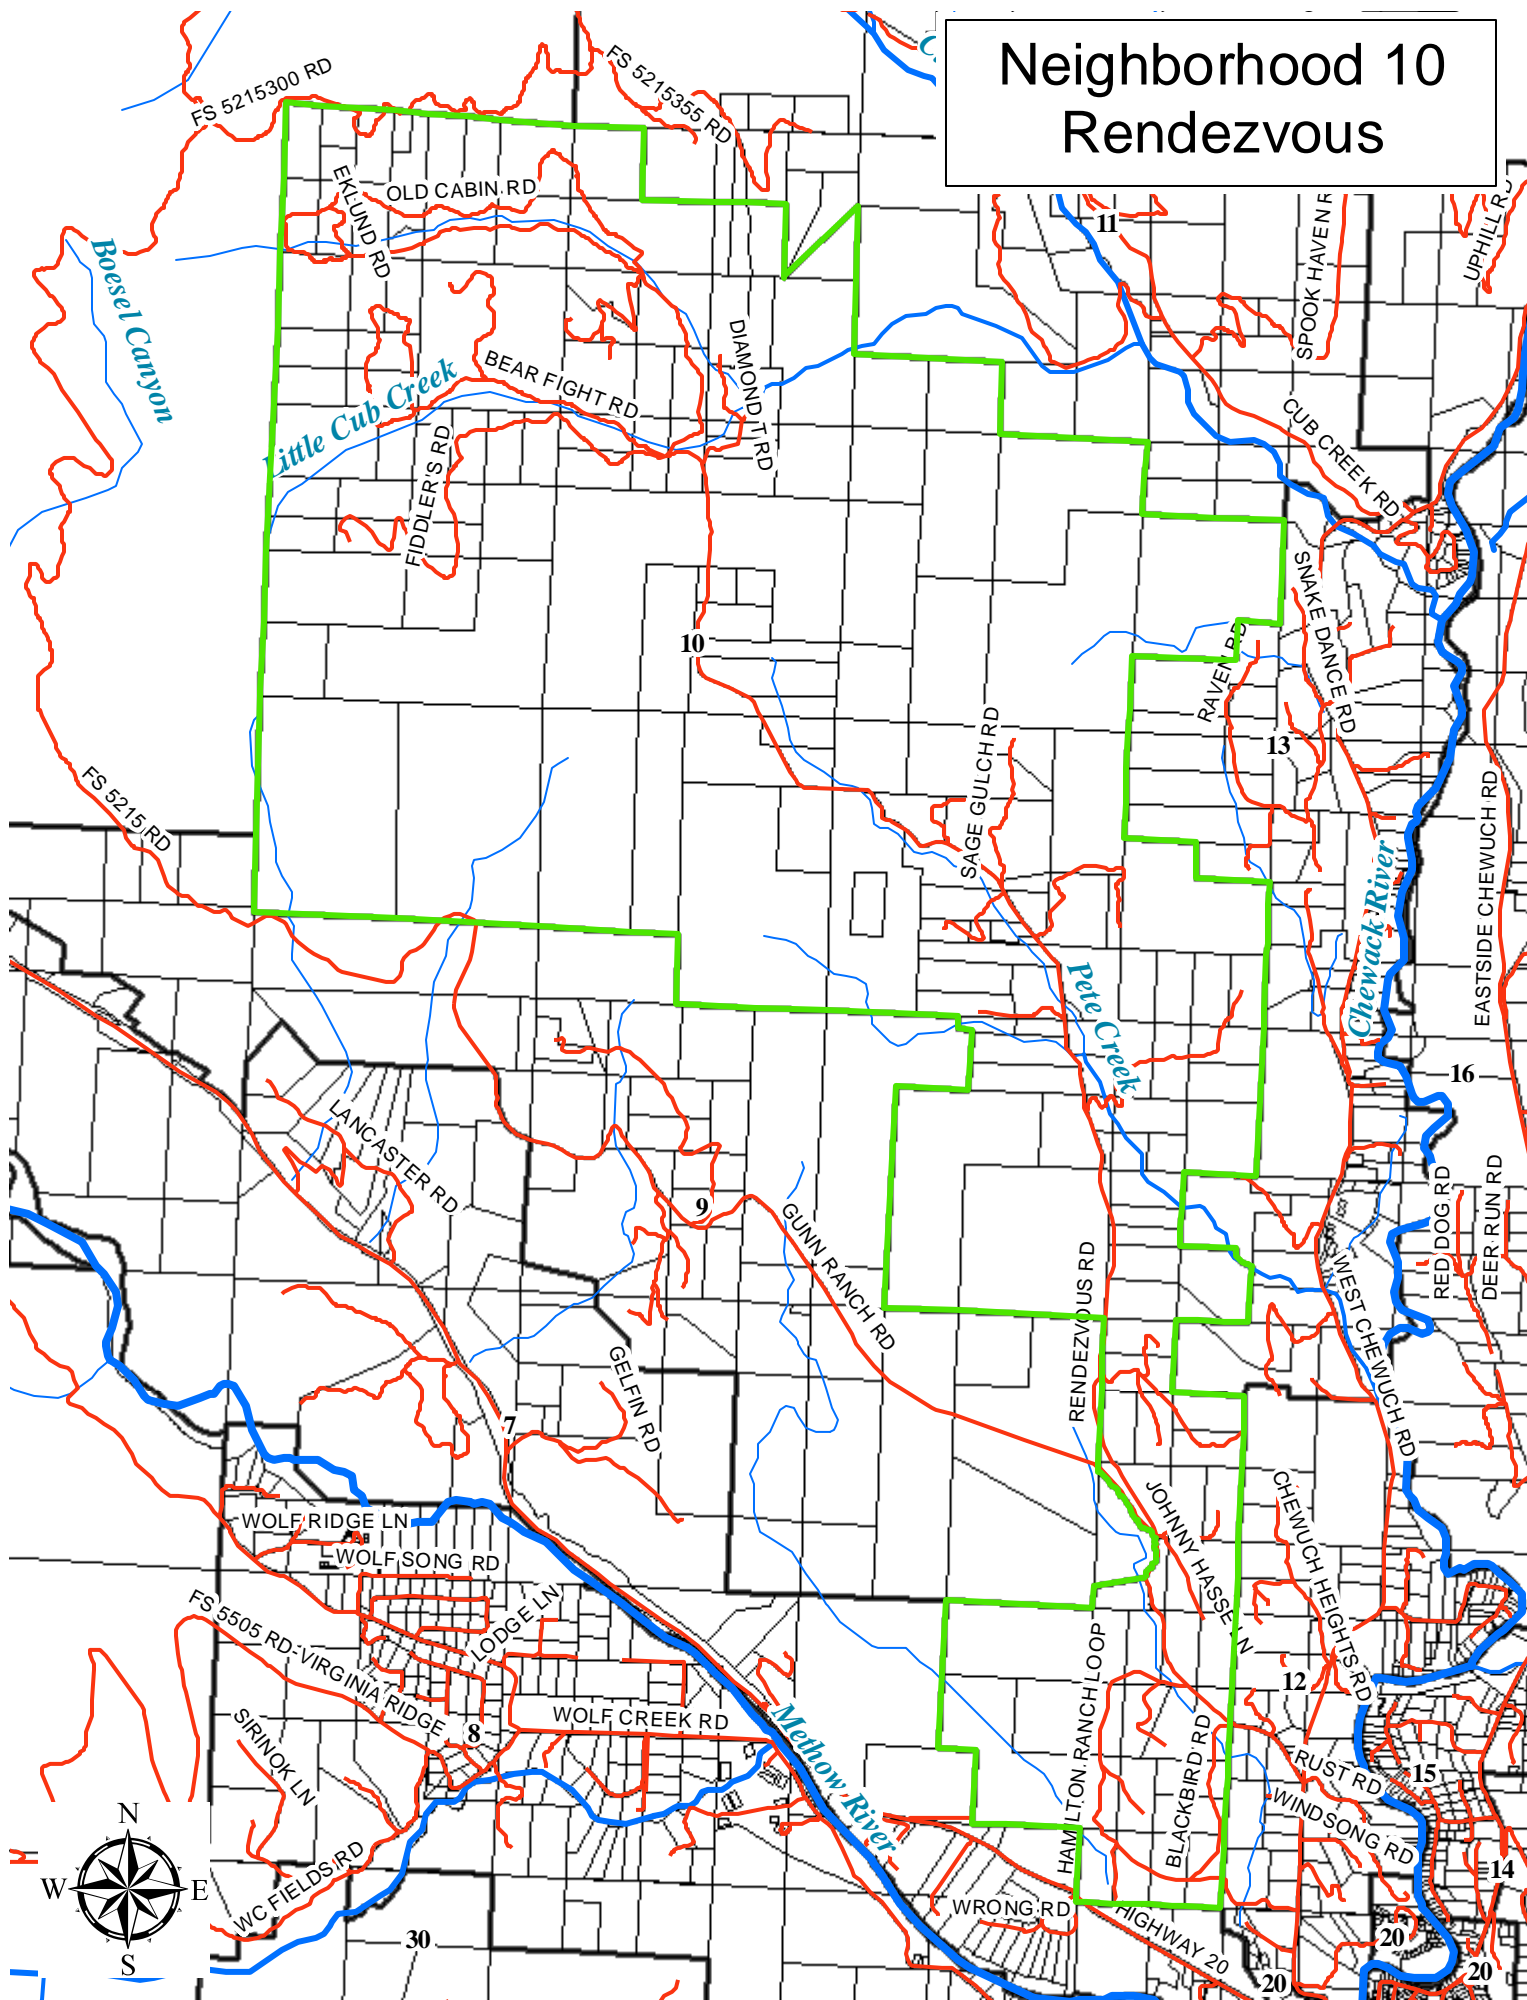 Neighborhood 10
Rendezvous
FS 5215300 RD
FS 5215355 RD
UPHILL RD
11
OLD CABIN RD
EKLUND RD
SPOOK HAVEN R
Boesel Canyon
DIAMOND T RD
BEAR FIGHT RD
Little Cub Creek
CUB CREEK RD
FIDDLER'S RD
SNAKE DANCE RD
10
RAVEN RD
13
SAGE GULCH RD
FS 5215 RD
EASTSIDE CHEWUCH RD
Chewack River
Pete Creek
16
LANCASTER RD
RED DOG RD
DEER RUN RD
9
GUNN RANCH RD
RENDEZVOUS RD
WEST CHEWUCH RD
GELFIN RD
7
JOHNNY HASSE LN
CHEWUCH HEIGHTS RD
WOLF RIDGE LN
WOLF SONG RD
LODGE LN
FS 5505 RD-VIRGINIA RIDGE
HAMILTON RANCH LOOP
12
SIRINOK LN
8
WOLF CREEK RD
Methow River
BLACKBIRD RD
RUST RD
15
WINDSONG RD
N
W
E
S
WC FIELDS RD
14
WRONG RD
HIGHWAY 20
30
20
20
20